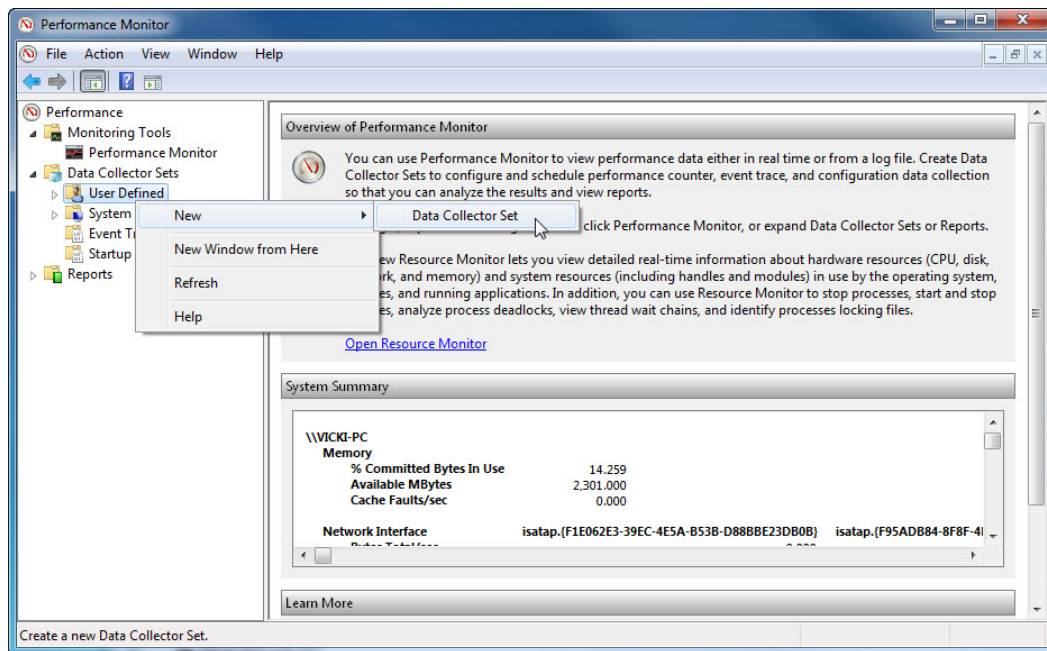 Performance Monitor
File Action View Window Help
Performance
Monitoring Tools
Performance Monitor
Data Collector Sets
User Defined
System
Event Tr
Startup
Reports
New
New Window from Here
Refresh
Help
Data Collector Set
Overview of Performance Monitor
You can use Performance Monitor to view performance data either in real time or from a log file. Create Data
Collector Sets to configure and schedule performance counter, event trace, and configuration data collection
so that you can analyze the results and view reports.
click Performance Monitor, or expand Data Collector Sets or Reports.
ew Resource Monitor lets you view detailed real-time information about hardware resources (CPU, disk,
rk, and memory) and system resources (including handles and modules) in use by the operating system,
es, and running applications. In addition, you can use Resource Monitor to stop processes, start and stop
es, analyze process deadlocks, view thread wait chains, and identify processes locking files.
Open Resource Monitor
System Summary
\\VICKI-PC
Memory
% Committed Bytes In Use 14.259
Available MBytes 2,301.000
Cache Faults/sec 0.000
Network Interface isatap.{F1E062E3-39EC-4E5A-B53B-D88BBE23DB0B} isatap.{F95ADB84-8F8F-4
Learn More
Create a new Data Collector Set.